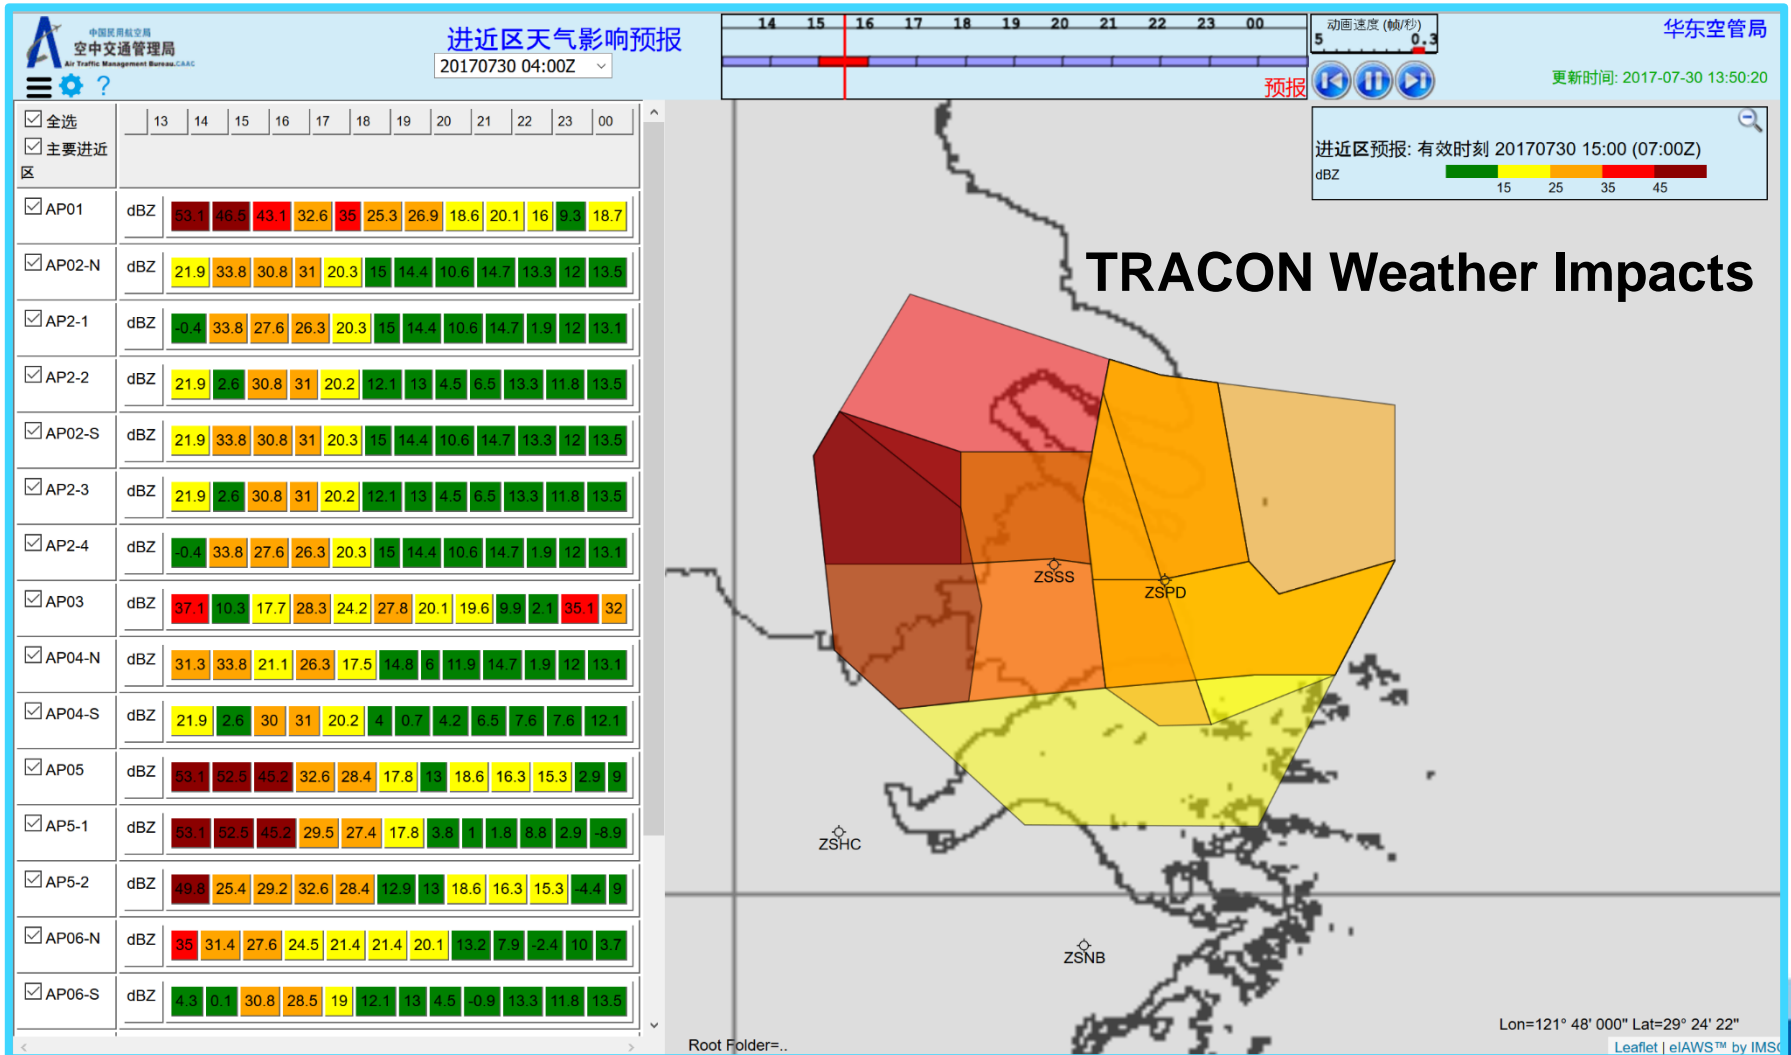 中国民用航空局
空中交通管理局
Air Traffic Management Bureau.CAAC
?
进近区天气影响预报
20170730 04:00Z
14 15 16 17 18 19 20 21 22 23 00
预报
动画速度 (帧/秒)
5 0.3
华东空管局
更新时间: 2017-07-30 13:50:20
全选
主要进近区
13 14 15 16 17 18 19 20 21 22 23 00
AP01 dBZ 53.1 46.5 43.1 32.6 35 25.3 26.9 18.6 20.1 16 9.3 18.7
AP02-N dBZ 21.9 33.8 30.8 31 20.3 15 14.4 10.6 14.7 13.3 12 13.5
AP2-1 dBZ -0.4 33.8 27.6 26.3 20.3 15 14.4 10.6 14.7 1.9 12 13.1
AP2-2 dBZ 21.9 2.6 30.8 31 20.2 12.1 13 4.5 6.5 13.3 11.8 13.5
AP02-S dBZ 21.9 33.8 30.8 31 20.3 15 14.4 10.6 14.7 13.3 12 13.5
AP2-3 dBZ 21.9 2.6 30.8 31 20.2 12.1 13 4.5 6.5 13.3 11.8 13.5
AP2-4 dBZ -0.4 33.8 27.6 26.3 20.3 15 14.4 10.6 14.7 1.9 12 13.1
AP03 dBZ 37.1 10.3 17.7 28.3 24.2 27.8 20.1 19.6 9.9 2.1 35.1 32
AP04-N dBZ 31.3 33.8 21.1 26.3 17.5 14.8 6 11.9 14.7 1.9 12 13.1
AP04-S dBZ 21.9 2.6 30 31 20.2 4 0.7 4.2 6.5 7.6 7.6 12.1
AP05 dBZ 53.1 52.5 45.2 32.6 28.4 17.8 13 18.6 16.3 15.3 2.9 9
AP5-1 dBZ 53.1 52.5 45.2 29.5 27.4 17.8 3.8 1 1.8 8.8 2.9 -8.9
AP5-2 dBZ 49.8 25.4 29.2 32.6 28.4 12.9 13 18.6 16.3 15.3 -4.4 9
AP06-N dBZ 35 31.4 27.6 24.5 21.4 21.4 20.1 13.2 7.9 -2.4 10 3.7
AP06-S dBZ 4.3 0.1 30.8 28.5 19 12.1 13 4.5 -0.9 13.3 11.8 13.5
进近区预报: 有效时刻 20170730 15:00 (07:00Z)
dBZ
15 25 35 45
TRACON Weather Impacts
ZSSS
ZSPD
ZSHC
ZSNB
Root Folder=..
Lon=121° 48' 000" Lat=29° 24' 22"
Leaflet | eIAWS™ by IMSG